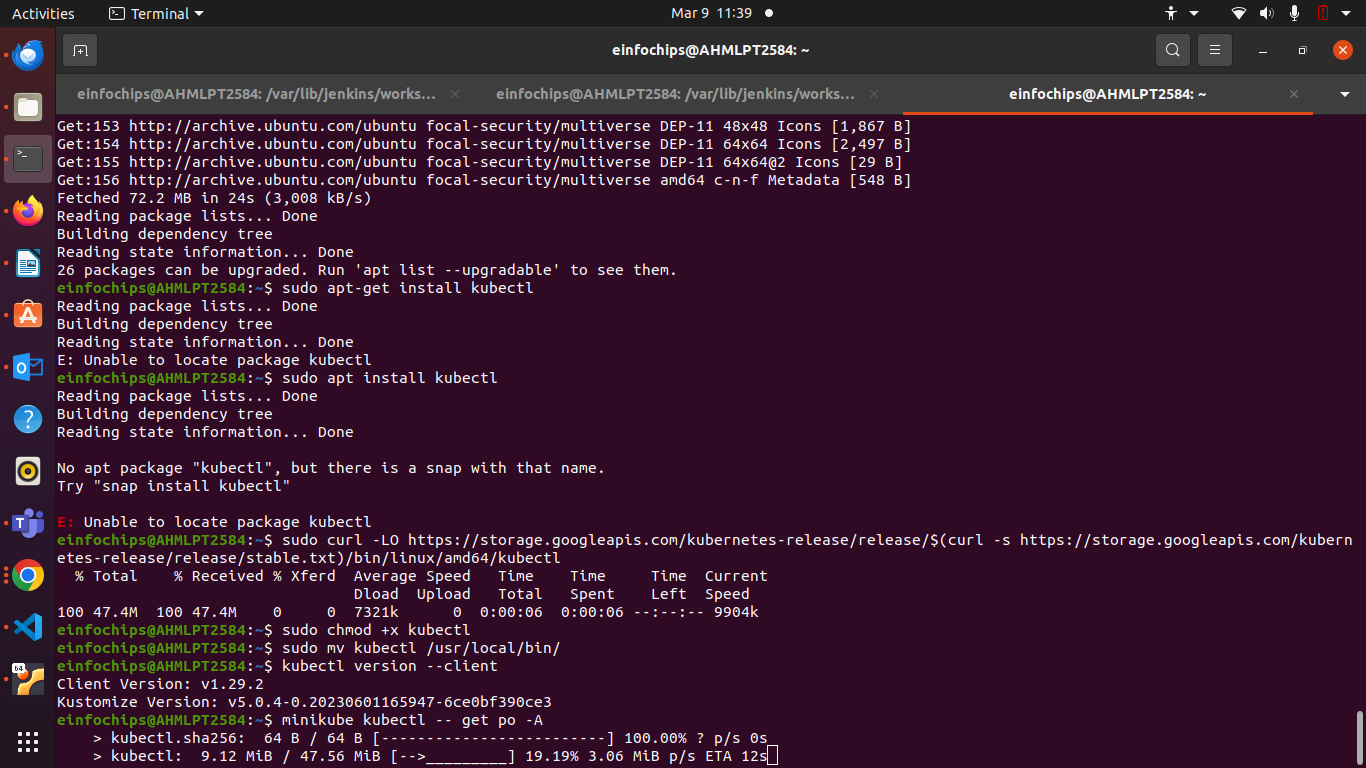 Activities
Terminal
Mar 9 11:39
einfochips@AHMLPT2584: ~
einfochips@AHMLPT2584: /var/lib/jenkins/works...
einfochips@AHMLPT2584: /var/lib/jenkins/works...
einfochips@AHMLPT2584: ~
Get:153 http://archive.ubuntu.com/ubuntu focal-security/multiverse DEP-11 48x48 Icons [1,867 B]
Get:154 http://archive.ubuntu.com/ubuntu focal-security/multiverse DEP-11 64x64 Icons [2,497 B]
Get:155 http://archive.ubuntu.com/ubuntu focal-security/multiverse DEP-11 64x64@2 Icons [29 B]
Get:156 http://archive.ubuntu.com/ubuntu focal-security/multiverse amd64 c-n-f Metadata [548 B]
Fetched 72.2 MB in 24s (3,008 kB/s)
Reading package lists... Done
Building dependency tree
Reading state information... Done
26 packages can be upgraded. Run 'apt list --upgradable' to see them.
einfochips@AHMLPT2584:~$ sudo apt-get install kubectl
Reading package lists... Done
Building dependency tree
Reading state information... Done
E: Unable to locate package kubectl
einfochips@AHMLPT2584:~$ sudo apt install kubectl
Reading package lists... Done
Building dependency tree
Reading state information... Done
No apt package "kubectl", but there is a snap with that name.
Try "snap install kubectl"
E: Unable to locate package kubectl
einfochips@AHMLPT2584:~$ sudo curl -LO https://storage.googleapis.com/kubernetes-release/release/$(curl -s https://storage.googleapis.com/kubern
etes-release/release/stable.txt)/bin/linux/amd64/kubectl
  % Total    % Received % Xferd  Average Speed   Time    Time     Time  Current
                                 Dload  Upload   Total   Spent    Left  Speed
100 47.4M  100 47.4M    0     0  7321k      0  0:00:06  0:00:06 --:--:-- 9904k
einfochips@AHMLPT2584:~$ sudo chmod +x kubectl
einfochips@AHMLPT2584:~$ sudo mv kubectl /usr/local/bin/
einfochips@AHMLPT2584:~$ kubectl version --client
Client Version: v1.29.2
Kustomize Version: v5.0.4-0.20230601165947-6ce0bf390ce3
einfochips@AHMLPT2584:~$ minikube kubectl -- get po -A
    > kubectl.sha256:  64 B / 64 B [-------------------------] 100.00% ? p/s 0s
    > kubectl:  9.12 MiB / 47.56 MiB [-->_________] 19.19% 3.06 MiB p/s ETA 12s